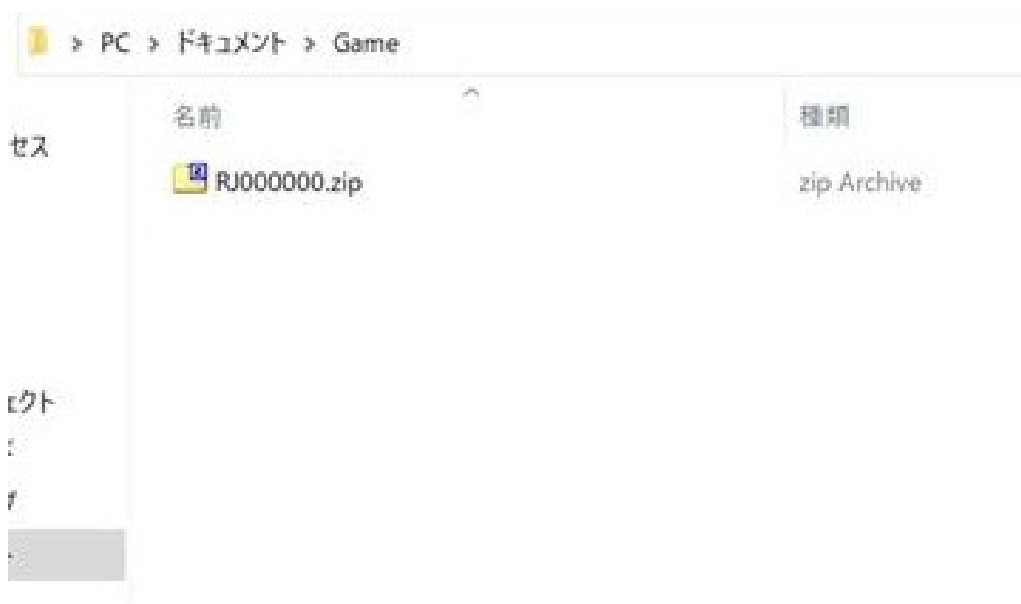 > PC > ドキュメント > Game
名前 種類
セス
RJ000000.zip zip Archive
ェクト